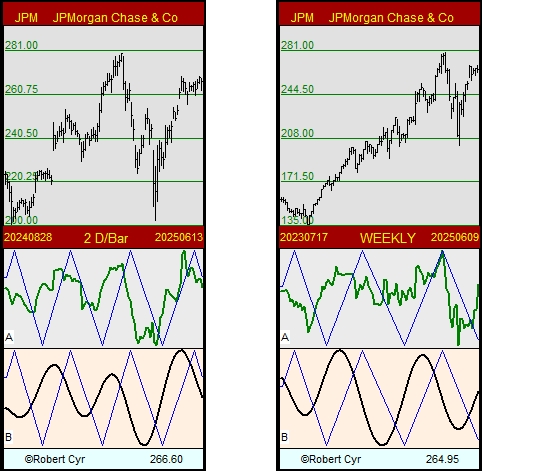 JPM JPMorgan Chase & Co
281.00
260.75
240.50
220.25
200.00
20240828 2 D/Bar 20250613
A
B
©Robert Cyr 266.60
JPM JPMorgan Chase & Co
281.00
244.50
208.00
171.50
135.00
20230717 WEEKLY 20250609
A
B
©Robert Cyr 264.95